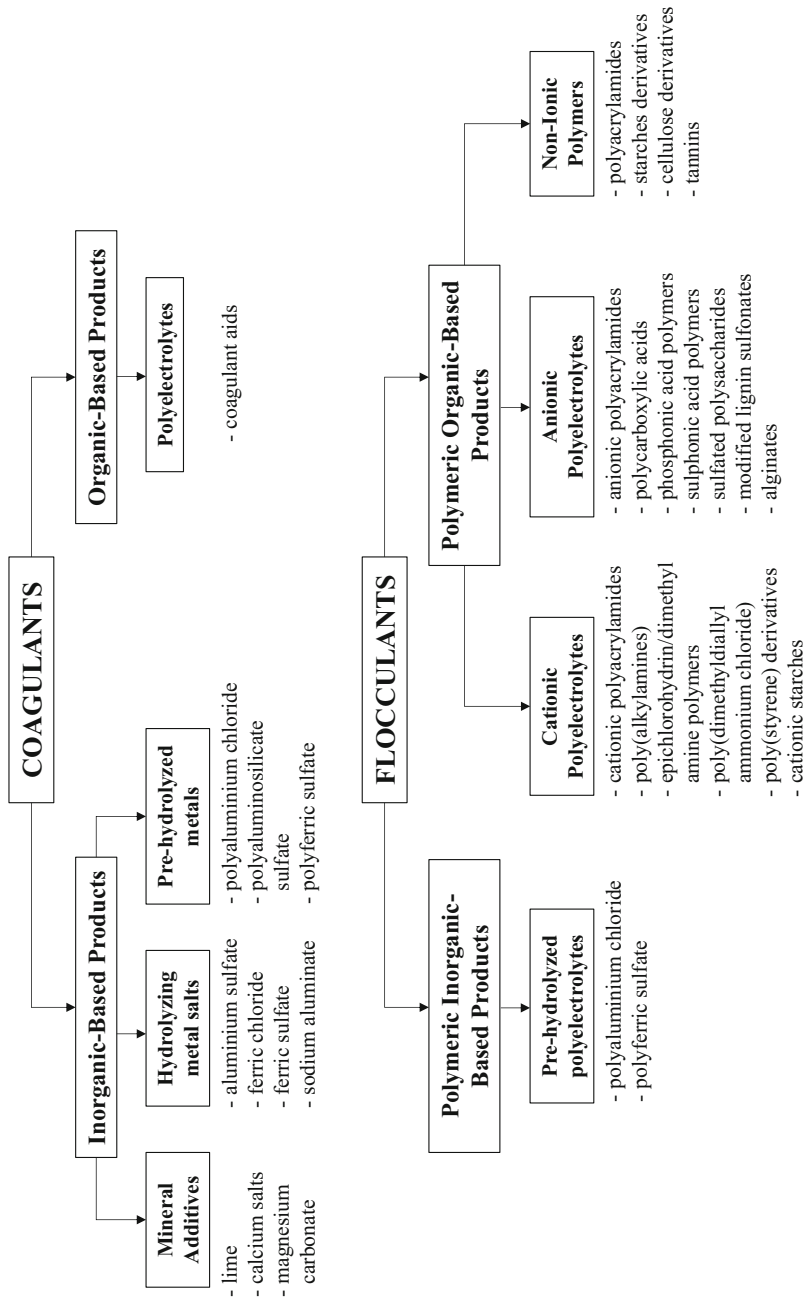 COAGULANTS
Inorganic-Based Products
Organic-Based Products
Mineral
Additives
- lime
- calcium salts
- magnesium
carbonate
Hydrolyzing
metal salts
- aluminium sulfate
- ferric chloride
- ferric sulfate
- sodium aluminate
Pre-hydrolyzed
metals
- polyaluminium chloride
- polyaluminosilicate
sulfate
- polyferric sulfate
Polyelectrolytes
- coagulant aids
FLOCCULANTS
Polymeric Inorganic-
Based Products
Polymeric Organic-Based
Products
Pre-hydrolyzed
polyelectrolytes
- polyaluminium chloride
- polyferric sulfate
Cationic
Polyelectrolytes
- cationic polyacrylamides
- poly(alkylamines)
- epichlorohydrin/dimethyl
amine polymers
- poly(dimethyldiallyl
ammonium chloride)
- poly(styrene) derivatives
- cationic starches
Anionic
Polyelectrolytes
- anionic polyacrylamides
- polycarboxylic acids
- phosphonic acid polymers
- sulphonic acid polymers
- sulfated polysaccharides
- modified lignin sulfonates
- alginates
Non-Ionic
Polymers
- polyacrylamides
- starches derivatives
- cellulose derivatives
- tannins